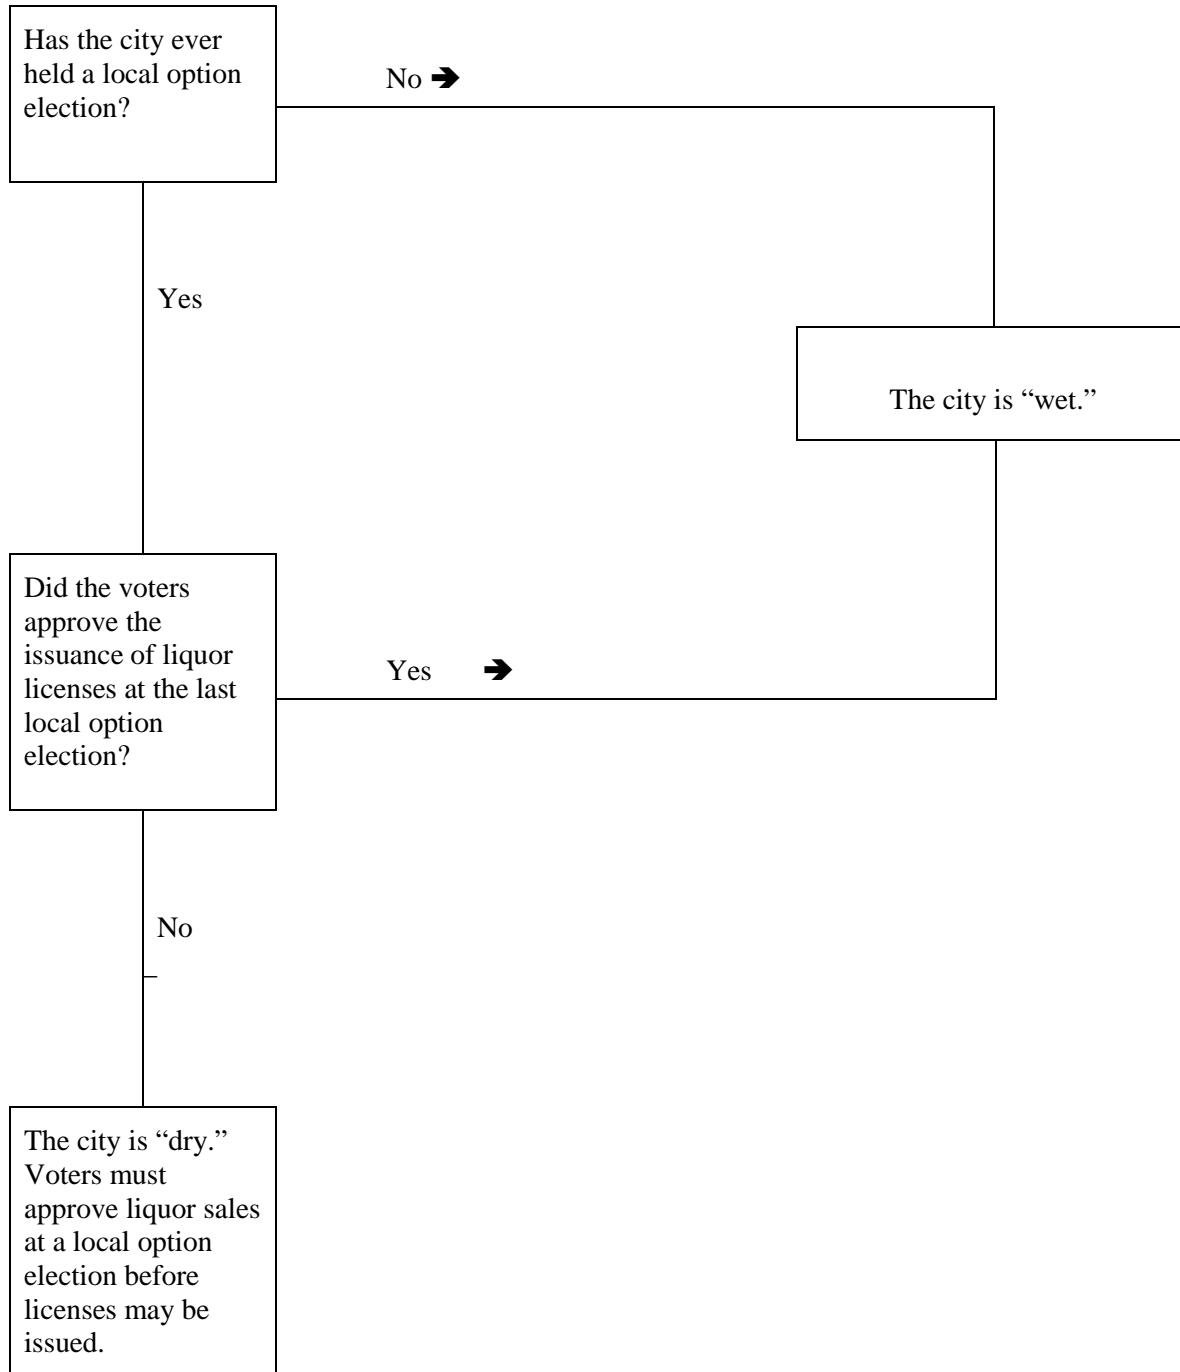 Has the city ever
held a local option
election?
No ➔
Yes
The city is “wet.”
Did the voters
approve the
issuance of liquor
licenses at the last
local option
election?
Yes ➔
No
The city is “dry.”
Voters must
approve liquor sales
at a local option
election before
licenses may be
issued.